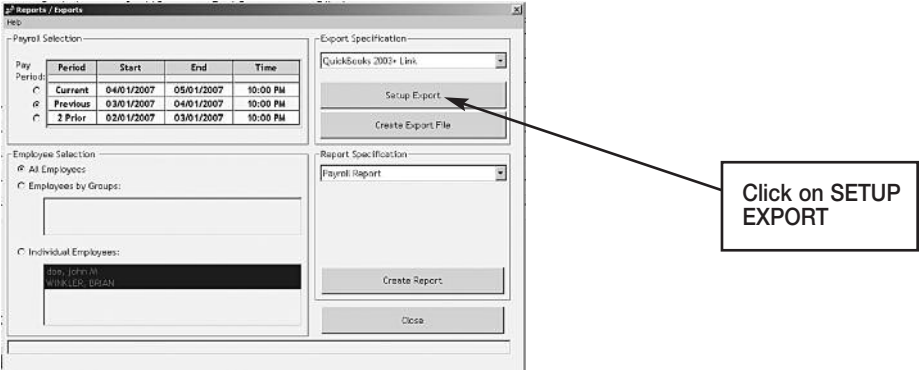 Reports / Exports
Help
Payroll Selection
Pay Period:
Period Start End Time
Current 04/01/2007 05/01/2007 10:00 PM
Previous 03/01/2007 04/01/2007 10:00 PM
2 Prior 02/01/2007 03/01/2007 10:00 PM
Employee Selection
All Employees
Employees by Groups:
Individual Employees:
doe, john M
WINKLER, BRIAN
Export Specification
QuickBooks 2003+ Link
Setup Export
Create Export File
Report Specification
Payroll Report
Create Report
Close
Click on SETUP
EXPORT